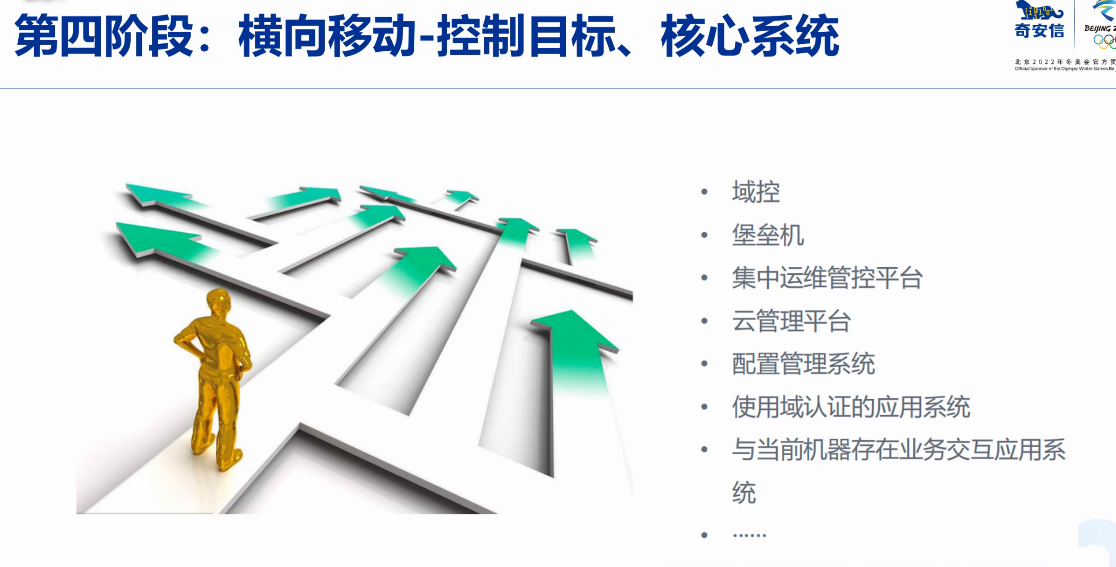 第四阶段：横向移动-控制目标、核心系统
奇安信
BEIJING 2
北京2022年冬奥会官方赞
Official Sponsor of the Olympic Winter Games Bei
• 域控
• 堡垒机
• 集中运维管控平台
• 云管理平台
• 配置管理系统
• 使用域认证的应用系统
• 与当前机器存在业务交互应用系
统
• ······